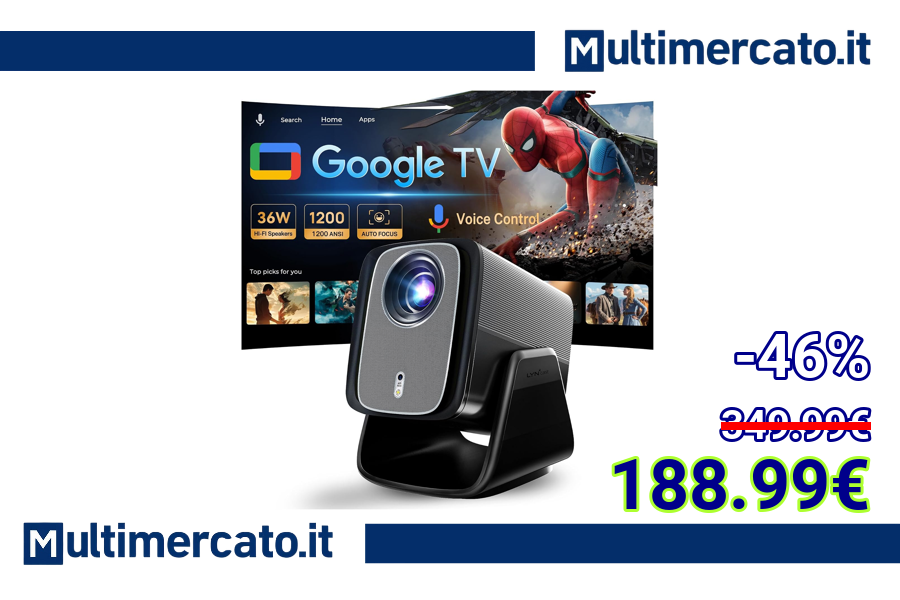 Multimercato.it
Search Home Apps
Google TV
36W
Hi-Fi Speakers
1200
1200 ANSI
AUTO FOCUS
Voice Control
Top picks for you
-46%
349.99€
188.99€
Multimercato.it